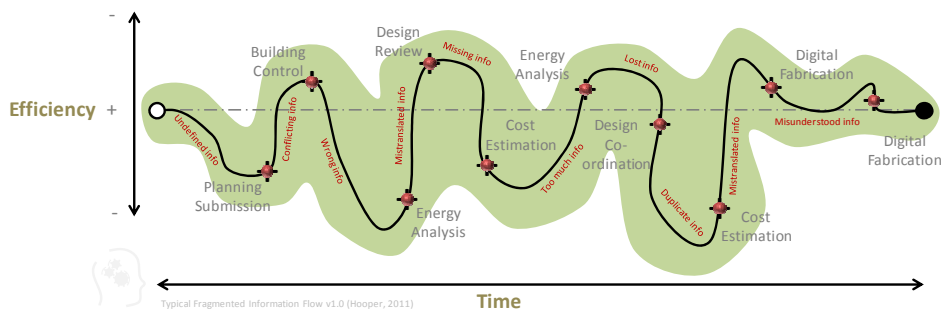 -
Efficiency
+
-
Undefined info
Planning
Submission
Conflicting info
Building
Control
Wrong info
Energy
Analysis
Mistranslated info
Design
Review
Missing info
Cost
Estimation
Too much info
Energy
Analysis
Lost info
Design
Co-
ordination
Duplicate info
Cost
Estimation
Mistranslated info
Digital
Fabrication
Misunderstood info
Digital
Fabrication
Time
Typical Fragmented Information Flow v1.0 (Hooper, 2011)